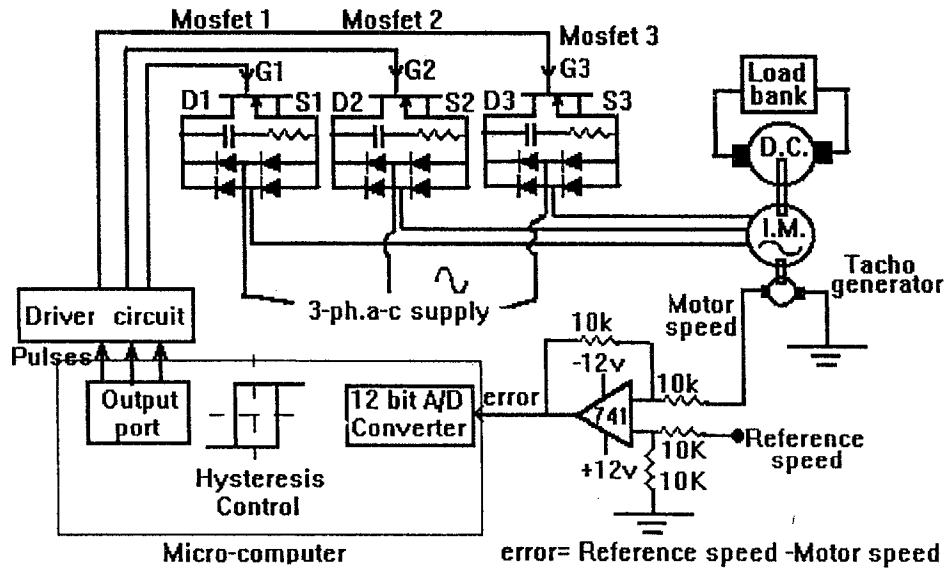 Mosfet 1
Mosfet 2
Mosfet 3
G1
G2
G3
D1
S1
D2
S2
D3
S3
Load
bank
D.C.
I.M.
Tacho
generator
Motor
speed
3-ph.a-c supply
Driver circuit
Pulses
Output
port
Hysteresis
Control
12 bit A/D
Converter
error
10k
-12v
741
+12v
10k
10K
10K
Reference
speed
Micro-computer
error= Reference speed -Motor speed